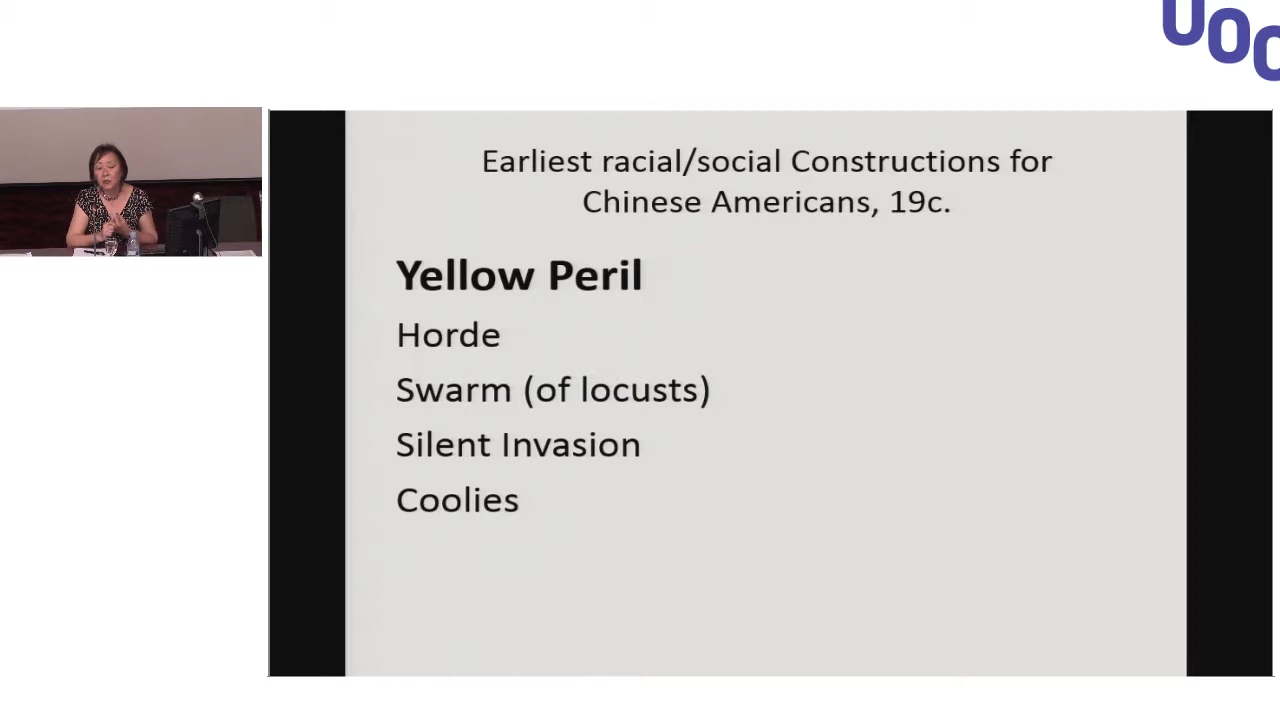 UOC
Earliest racial/social Constructions for
Chinese Americans, 19c.
Yellow Peril
Horde
Swarm (of locusts)
Silent Invasion
Coolies